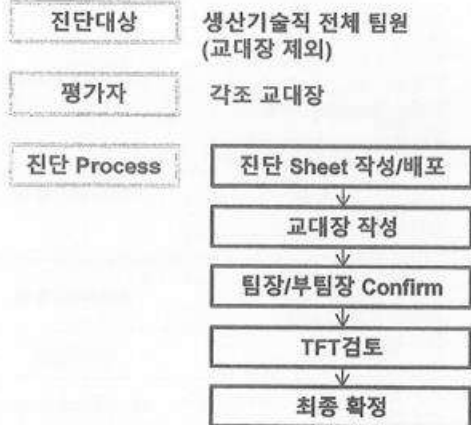 진단대상 생산기술직 전체 팀원
(교대장 제외)
평가자 각조 교대장
진단 Process 진단 Sheet 작성/배포
교대장 작성
팀장/부팀장 Confirm
TFT검토
최종 확정